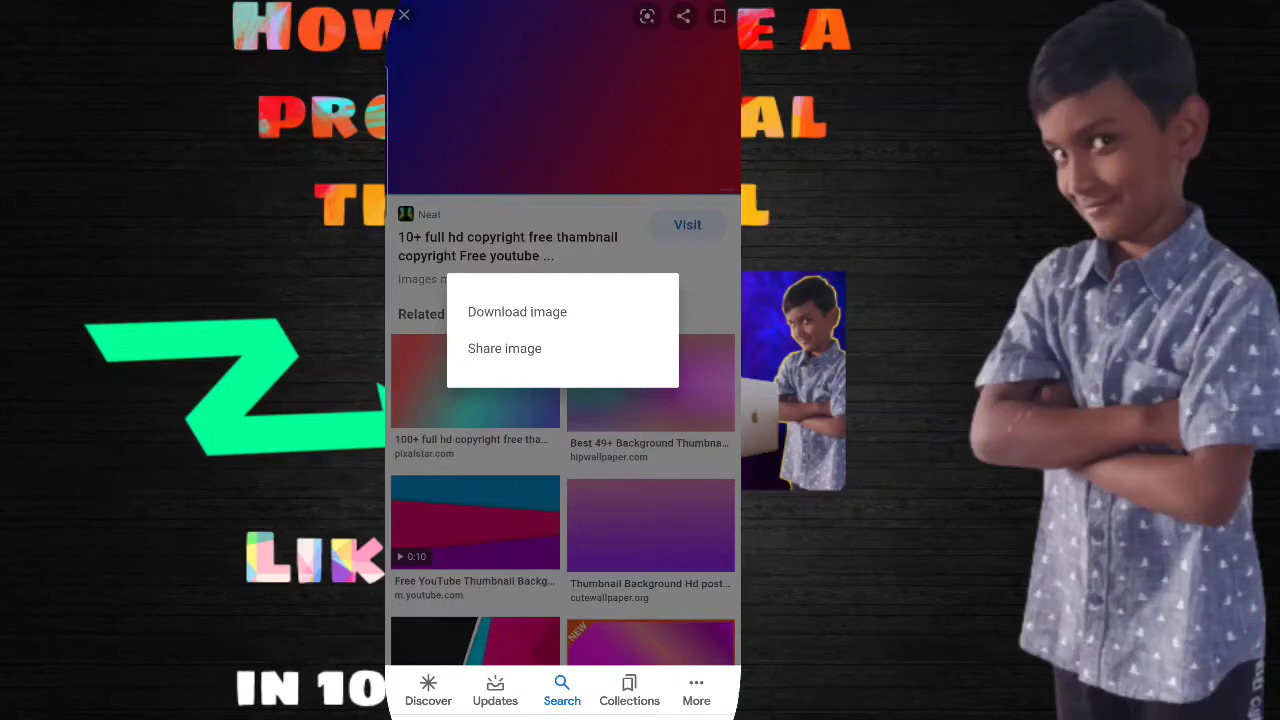 How
E A
PRO
AL
L
LIK
IN 10
Neat
Visit
10+ full hd copyright free thambnail
copyright Free youtube ...
Images m
Related
Download image
Share image
100+ full hd copyright free tha...
pixalstar.com
Best 49+ Background Thumbna...
hipwallpaper.com
0:10
Free YouTube Thumbnail Backg...
m.youtube.com
Thumbnail Background Hd post...
cutewallpaper.org
NEW
Discover
Updates
Search
Collections
More